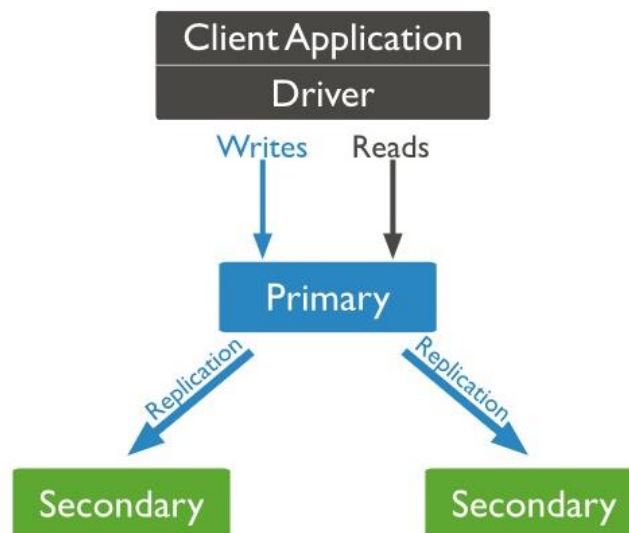 Client Application
Driver
Writes Reads
Primary
Replication Replication
Secondary Secondary